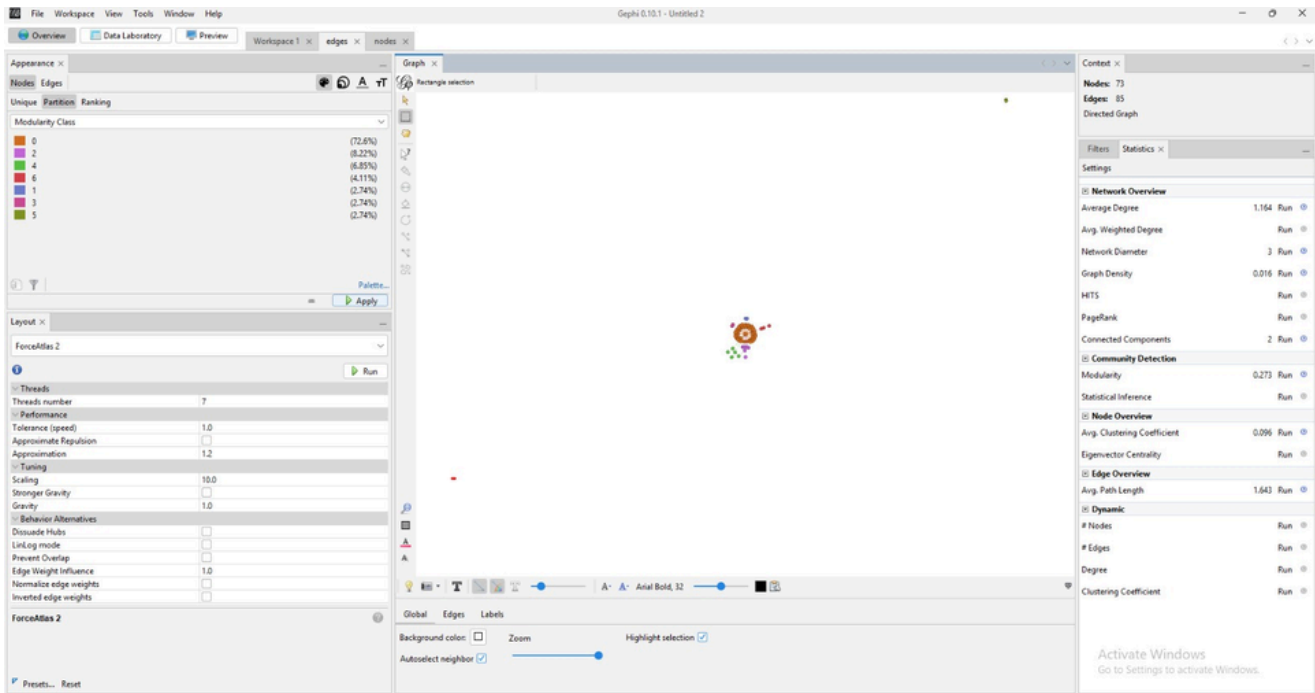 File Workspace View Tools Window Help
Gephi 0.10.1 - Untitled 2
Overview Data Laboratory Preview
Workspace 1 × edges × nodes ×
Appearance ×
Nodes Edges
Unique Partition Ranking
Modularity Class
0 (72.6%)
2 (8.22%)
4 (6.85%)
6 (4.11%)
1 (2.74%)
3 (2.74%)
5 (2.74%)
Palette...
Apply
Layout ×
ForceAtlas 2
Run
Threads
Threads number 7
Performance
Tolerance (speed) 1.0
Approximate Repulsion
Approximation 1.2
Tuning
Scaling 10.0
Stronger Gravity
Gravity 1.0
Behavior Alternatives
Dissuade Hubs
LinLog mode
Prevent Overlap
Edge Weight Influence 1.0
Normalize edge weights
Inverted edge weights
ForceAtlas 2
Presets... Reset
Graph ×
Rectangle selection
A- A- Arial Bold, 32
Global Edges Labels
Background color: Zoom Highlight selection
Autoselect neighbor
Context ×
Nodes: 73
Edges: 85
Directed Graph
Filters Statistics ×
Settings
Network Overview
Average Degree 1.164 Run
Avg. Weighted Degree Run
Network Diameter 3 Run
Graph Density 0.016 Run
HITS Run
PageRank Run
Connected Components 2 Run
Community Detection
Modularity 0.273 Run
Statistical Inference Run
Node Overview
Avg. Clustering Coefficient 0.096 Run
Eigenvector Centrality Run
Edge Overview
Avg. Path Length 1.643 Run
Dynamic
# Nodes Run
# Edges Run
Degree Run
Clustering Coefficient Run
Activate Windows
Go to Settings to activate Windows.